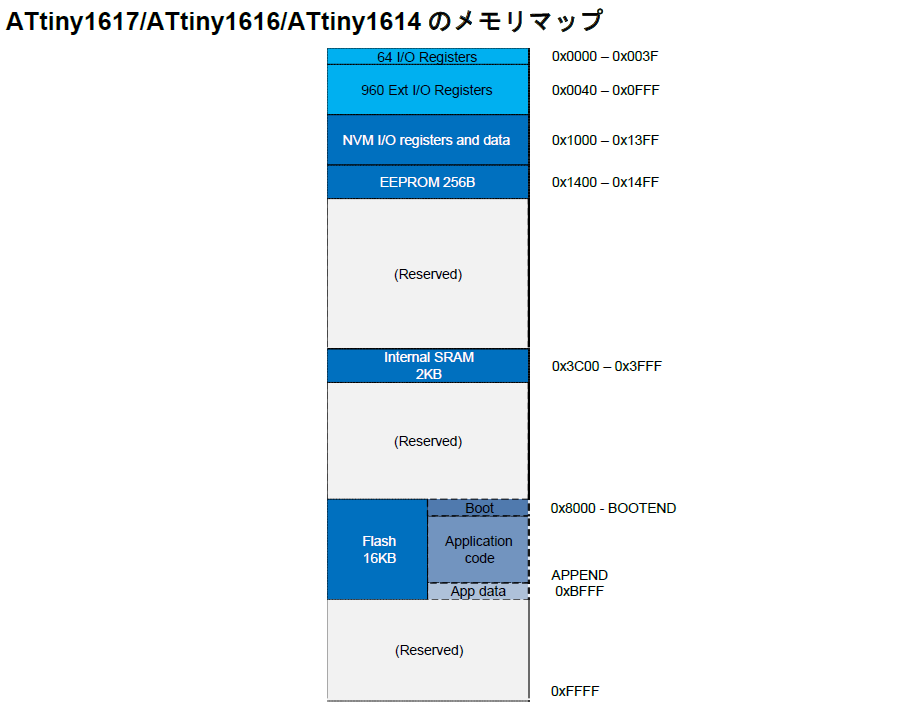 ATtiny1617/ATtiny1616/ATtiny1614 のメモリマップ
64 I/O Registers 0x0000 – 0x003F
960 Ext I/O Registers 0x0040 – 0x0FFF
NVM I/O registers and data 0x1000 – 0x13FF
EEPROM 256B 0x1400 – 0x14FF
(Reserved)
Internal SRAM
2KB
0x3C00 – 0x3FFF
(Reserved)
Boot 0x8000 - BOOTEND
Flash
16KB
Application
code
APPEND
App data 0xBFFF
(Reserved)
0xFFFF